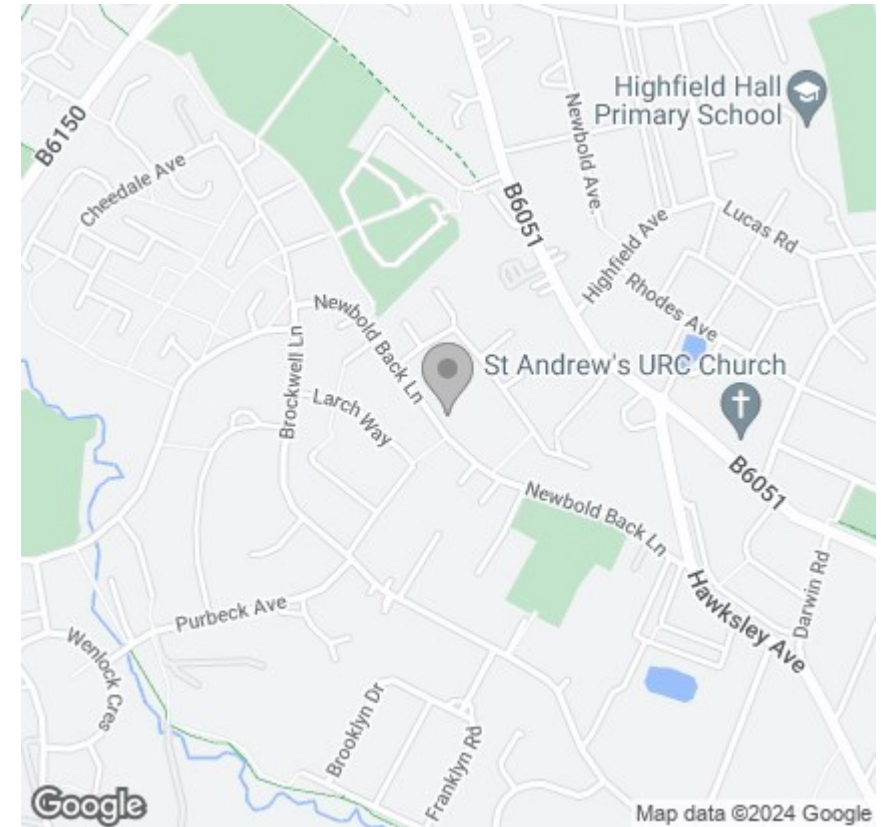 B6150
Highfield Hall
Primary School
Newbold Ave.
Cheedale Ave
B6051
Lucas Rd
Highfield Ave
Rhodes Ave
Newbold Back Ln
Brockwell Ln
St Andrew's URC Church
Larch Way
B6051
Newbold Back Ln
Darwin Rd
Hawksley Ave
Purbeck Ave
Wenlock Cres
Brooklyn Dr
Franklyn Rd
Google
Map data ©2024 Google